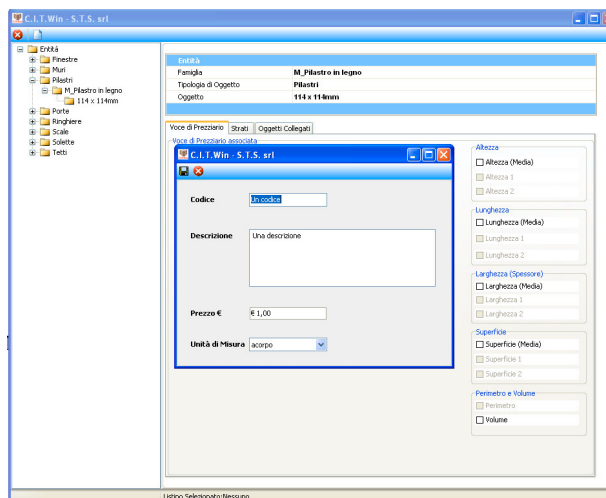 C.I.T.Win - S.T.S. srl
Entitá
Finestre
Muri
Pilastri
M_Pilastro in legno
114 x 114mm
Porte
Ringhiere
Scale
Solette
Tetti
Entità
Famiglia M_Pilastro in legno
Tipologia di Oggetto Pilastri
Oggetto 114 x 114mm
Voce di Prezziario Strati Oggetti Collegati
Voce di Prezziario associata
C.I.T.Win - S.T.S. srl
Codice Un codice
Descrizione Una descrizione
Prezzo € € 1,00
Unità di Misura acorpo
Altezza
Altezza (Media)
Altezza 1
Altezza 2
Lunghezza
Lunghezza (Media)
Lunghezza 1
Lunghezza 2
Larghezza (Spessore)
Larghezza (Media)
Larghezza 1
Larghezza 2
Superficie
Superficie (Media)
Superficie 1
Superficie 2
Perimetro e Volume
Perimetro
Volume
Listino Selezionato:Nessuno